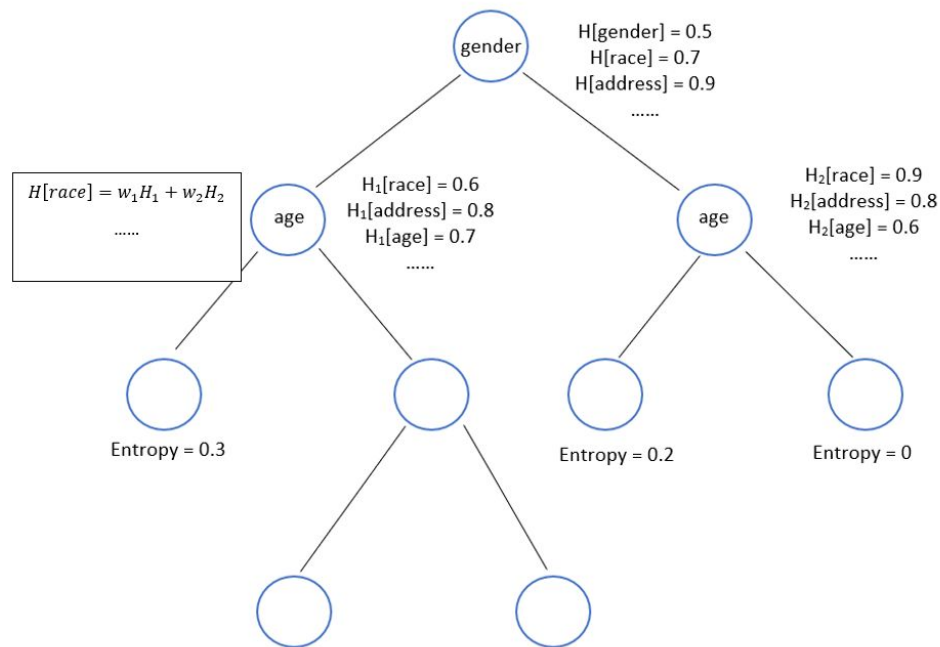 gender
H[gender] = 0.5
H[race] = 0.7
H[address] = 0.9
......
H[race] = w₁H₁ + w₂H₂
......
age
H₁[race] = 0.6
H₁[address] = 0.8
H₁[age] = 0.7
......
age
H₂[race] = 0.9
H₂[address] = 0.8
H₂[age] = 0.6
......
Entropy = 0.3
Entropy = 0.2
Entropy = 0